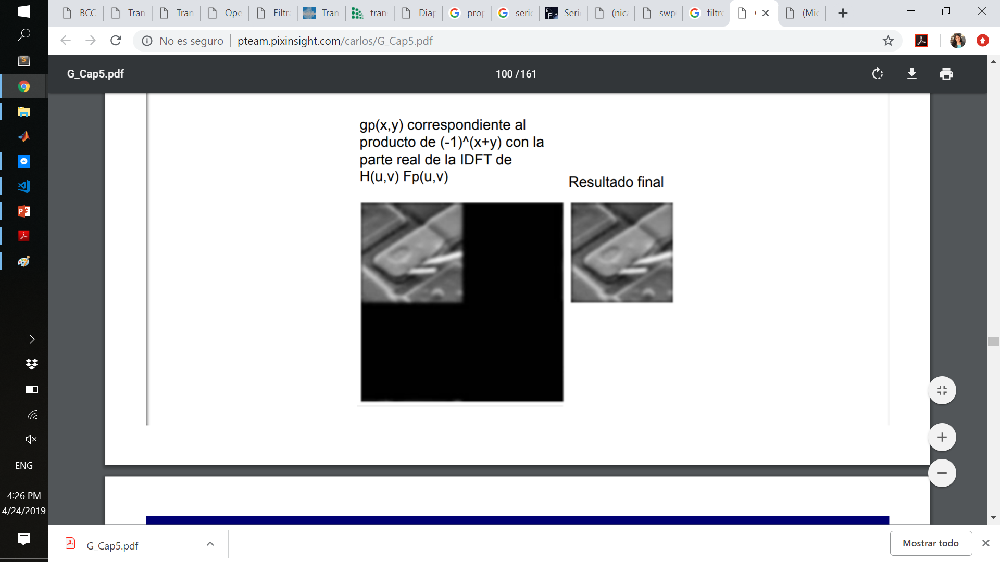 BCC
Tran
Tran
Ope
Filtr
Tran
tran
Diap
prop
serie
Seri
(nica
swp
filtro
(Mic
No es seguro
pteam.pixinsight.com/carlos/G_Cap5.pdf
G_Cap5.pdf
100 / 161
gp(x,y) correspondiente al
producto de (-1)^(x+y) con la
parte real de la IDFT de
H(u,v) Fp(u,v)
Resultado final
ENG
4:26 PM
4/24/2019
G_Cap5.pdf
Mostrar todo